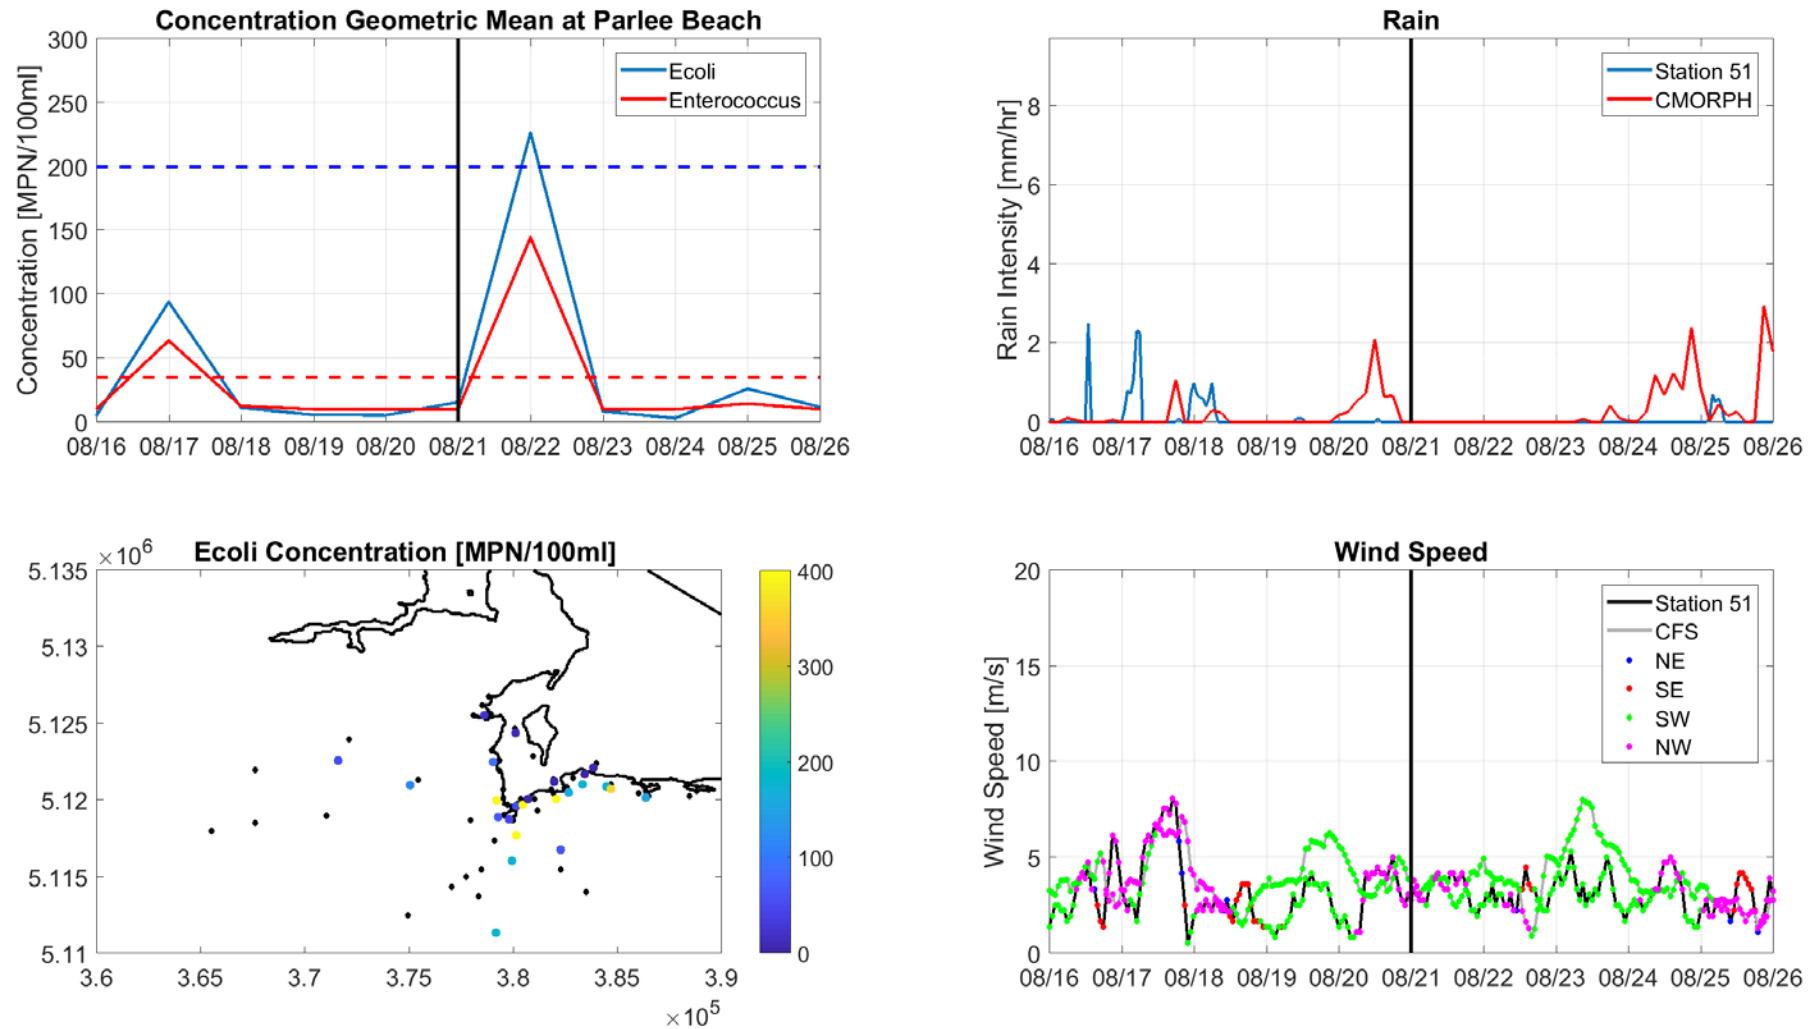 Concentration Geometric Mean at Parlee Beach
Concentration [MPN/100ml]
300
250
200
150
100
50
0
08/16 08/17 08/18 08/19 08/20 08/21 08/22 08/23 08/24 08/25 08/26
Ecoli
Enterococcus
Rain
Rain Intensity [mm/hr]
8
6
4
2
0
08/16 08/17 08/18 08/19 08/20 08/21 08/22 08/23 08/24 08/25 08/26
Station 51
CMORPH
Ecoli Concentration [MPN/100ml]
×10^6
5.135
5.13
5.125
5.12
5.115
5.11
3.6 3.65 3.7 3.75 3.8 3.85 3.9
×10^5
400
300
200
100
0
Wind Speed
Wind Speed [m/s]
20
15
10
5
0
08/16 08/17 08/18 08/19 08/20 08/21 08/22 08/23 08/24 08/25 08/26
Station 51
CFS
NE
SE
SW
NW